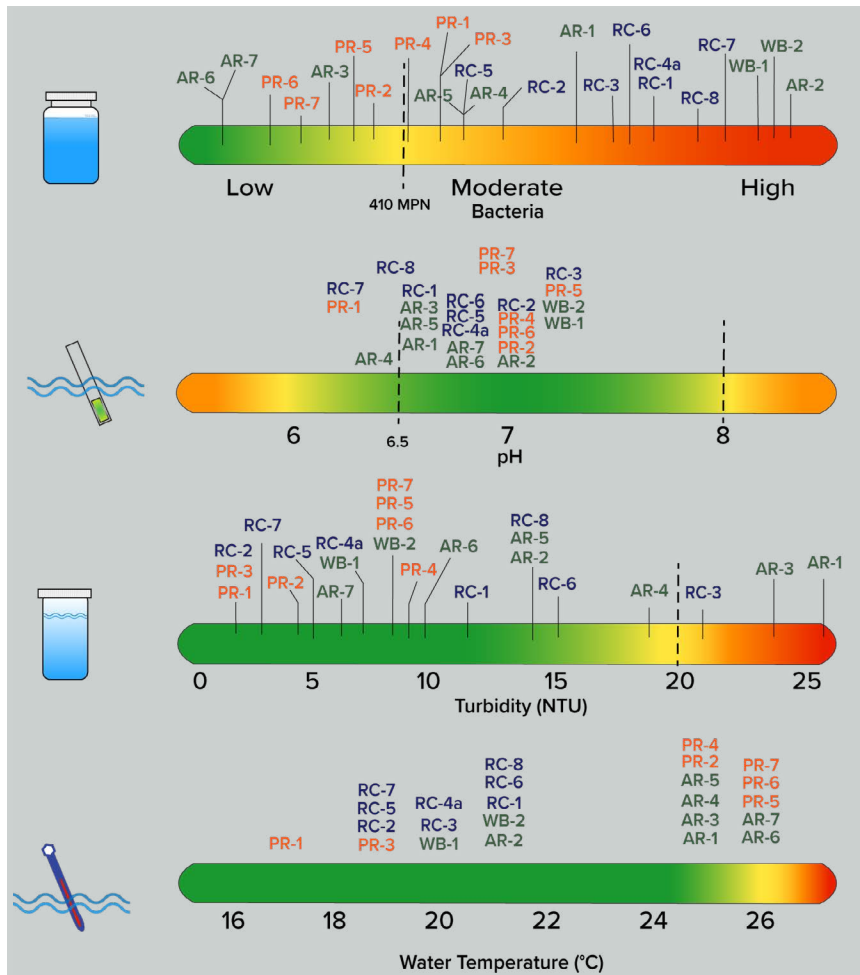 PR-1
RC-6
AR-1
PR-3
PR-5
PR-4
RC-7
WB-2
AR-7
RC-4a
WB-1
AR-6
AR-3
RC-5
PR-6
RC-2
RC-3
RC-1
AR-2
PR-2
AR-5
AR-4
PR-7
RC-8
Low
Moderate
High
410 MPN
Bacteria
PR-7
RC-8
PR-3
RC-3
RC-7
RC-1
PR-5
PR-1
AR-3
RC-6
RC-2
WB-2
AR-5
RC-5
PR-4
WB-1
RC-4a
PR-6
AR-1
AR-7
PR-2
AR-4
AR-6
AR-2
6
6.5
7
8
pH
PR-7
PR-5
RC-7
PR-6
RC-8
RC-4a
AR-5
RC-2
RC-5
WB-1
WB-2
AR-6
AR-2
PR-3
PR-2
PR-4
AR-3
AR-1
PR-1
AR-7
RC-1
RC-6
AR-4
RC-3
0
5
10
15
20
25
Turbidity (NTU)
PR-4
RC-8
PR-2
PR-7
RC-7
RC-6
AR-5
PR-6
RC-5
RC-4a
RC-1
AR-4
PR-5
RC-2
RC-3
WB-2
AR-3
AR-7
PR-1
PR-3
WB-1
AR-2
AR-1
AR-6
16
18
20
22
24
26
Water Temperature (°C)